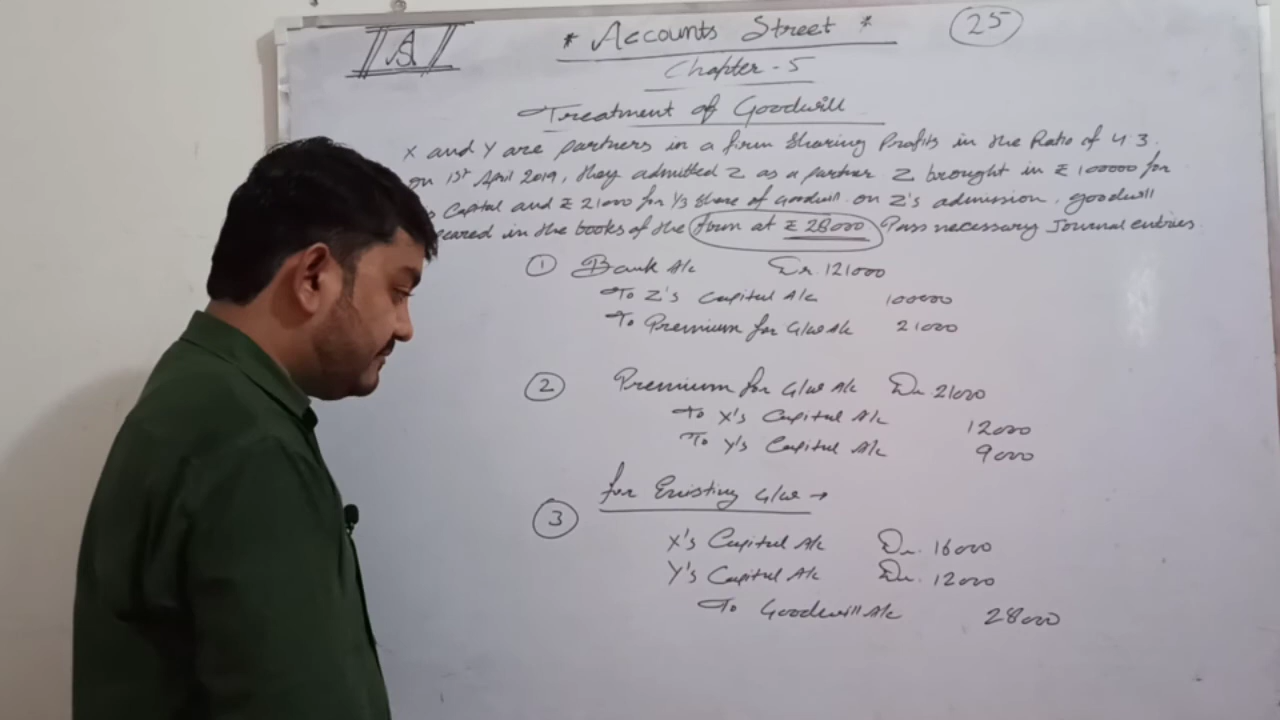 A
* Accounts Street *
25
Chapter - 5
Treatment of Goodwill
X and Y are partners in a firm sharing Profits in the Ratio of 4:3.
on 1st April 2019, they admitted Z as a partner. Z brought in ₹ 100000 for
Capital and ₹ 21000 for 1/3 share of Goodwill. on Z's admission, goodwill
in the books of the firm at ₹ 28000. Pass necessary Journal entries.
① Bank A/c Dr. 121000
To Z's Capital A/c 100000
To Premium for G/w A/c 21000
② Premium for G/w A/c Dr. 21000
To X's Capital A/c 12000
To Y's Capital A/c 9000
for Existing G/w →
③ X's Capital A/c Dr. 16000
Y's Capital A/c Dr. 12000
To Goodwill A/c 28000